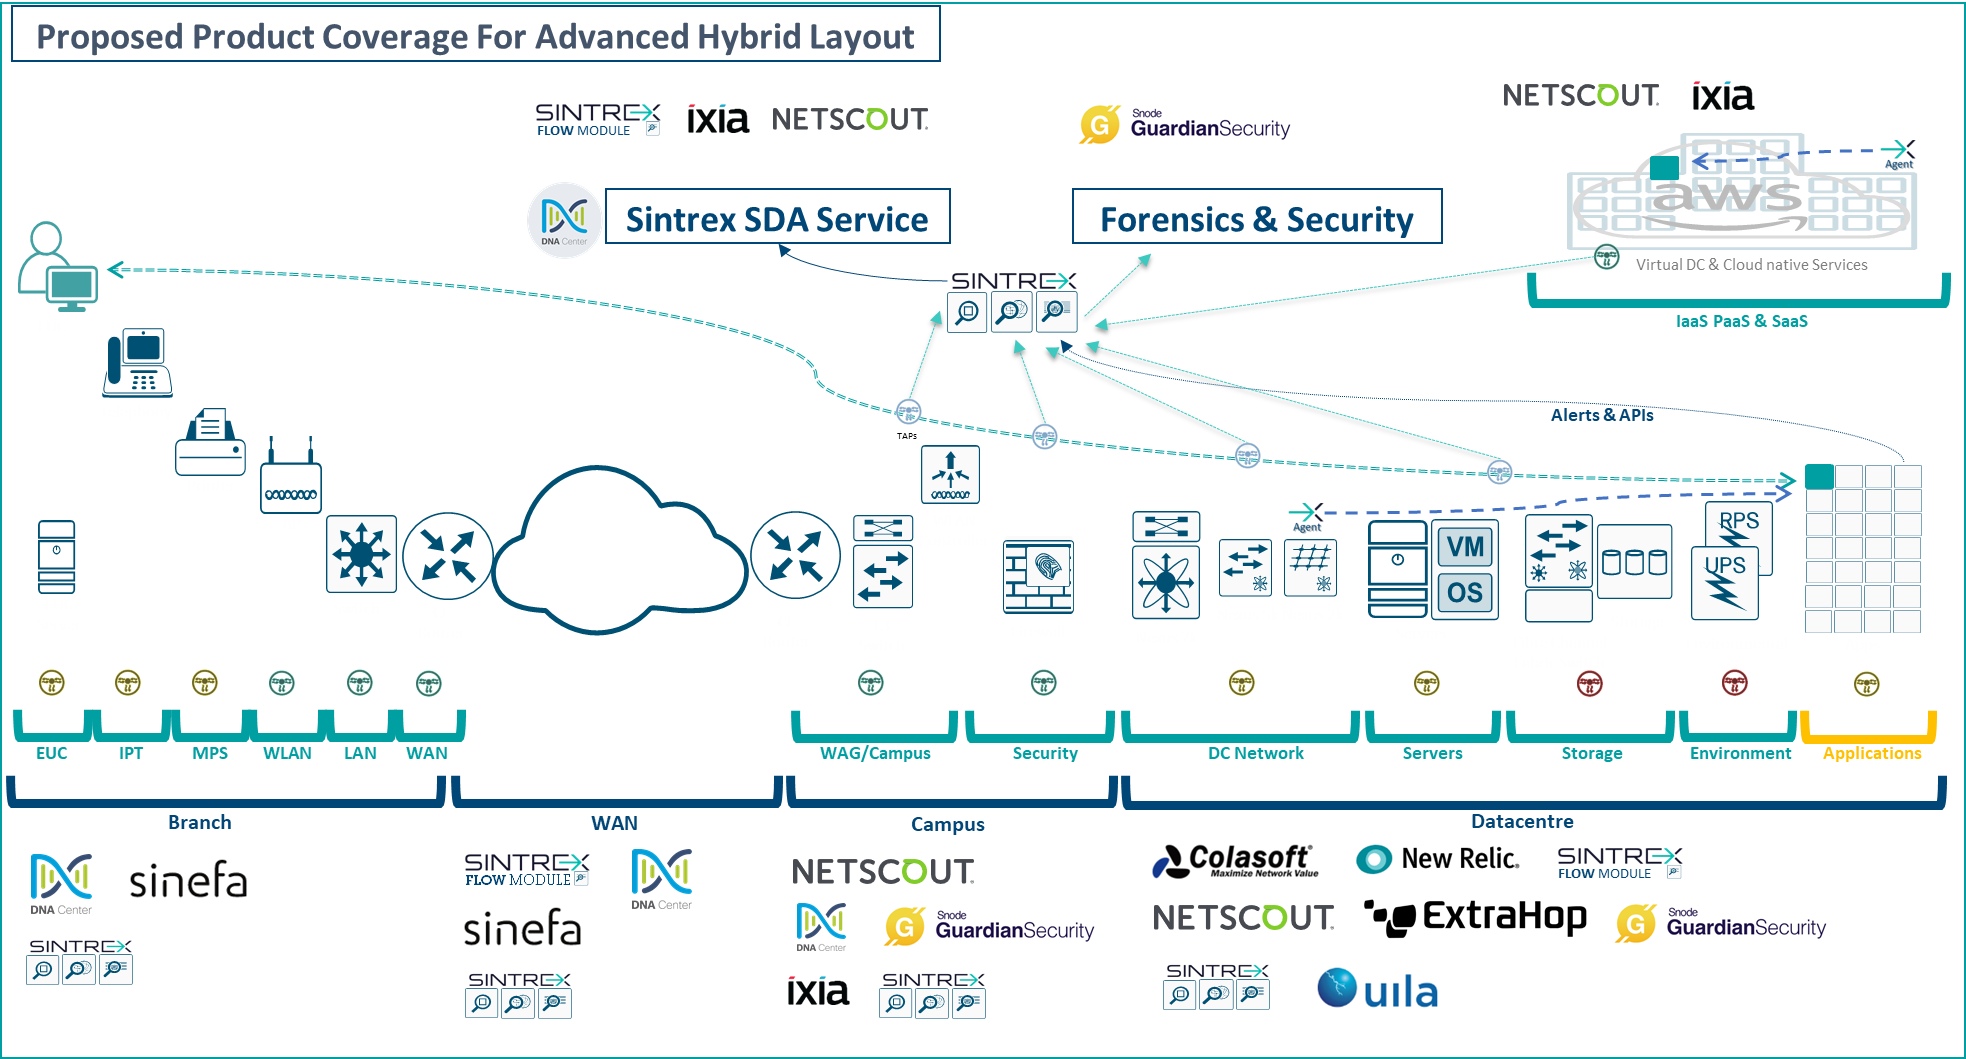 Proposed Product Coverage For Advanced Hybrid Layout
NETSCOUT. ixia
SINTREX
FLOW MODULE
ixia
NETSCOUT.
Snode
GuardianSecurity
Agent
aws
DNA Center
Sintrex SDA Service
Forensics & Security
Virtual DC & Cloud native Services
SINTREX
IaaS PaaS & SaaS
Alerts & APIs
TAPs
Agent
VM
OS
RPS
UPS
EUC
IPT
MPS
WLAN
LAN
WAN
WAG/Campus
Security
DC Network
Servers
Storage
Environment
Applications
Branch
WAN
Campus
Datacentre
DNA Center
sinefa
SINTREX
SINTREX
FLOW MODULE
DNA Center
sinefa
SINTREX
NETSCOUT.
DNA Center
Snode
GuardianSecurity
ixia
SINTREX
Colasoft®
Maximize Network Value
New Relic®
SINTREX
FLOW MODULE
NETSCOUT.
ExtraHop
Snode
GuardianSecurity
SINTREX
uila